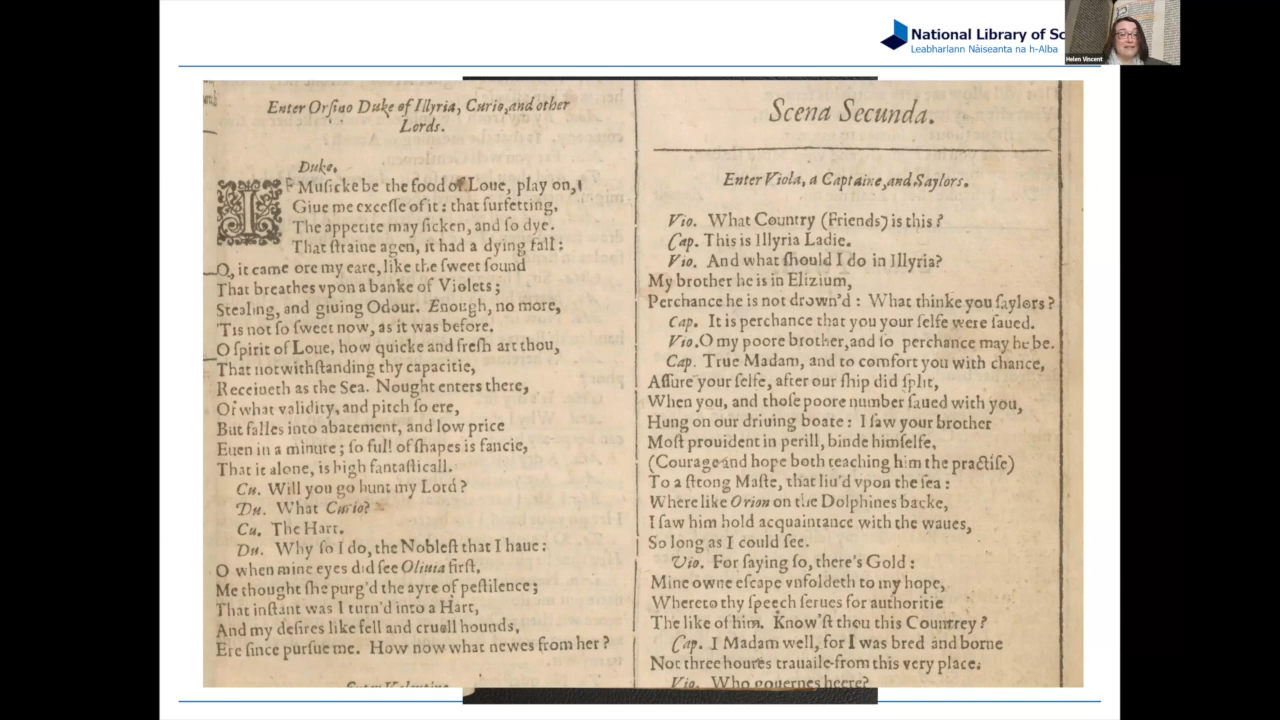 National Library of Sc
Leabharlann Nàiseanta na h-Alba
Helen Vincent
Enter Orsino Duke of Illyria, Curio, and other
Lords.
Duke.
IF Musicke be the food of Loue, play on,
Giue me excesse of it: that surfetting,
The appetite may sicken, and so dye.
That straine agen, it had a dying fall:
O, it came ore my eare, like the sweet sound
That breathes vpon a banke of Violets;
Stealing, and giuing Odour. Enough, no more,
'Tis not so sweet now, as it was before.
O spirit of Loue, how quicke and fresh art thou,
That notwithstanding thy capacitie,
Receiueth as the Sea. Nought enters there,
Of what validity, and pitch so ere,
But falles into abatement, and low price
Euen in a minute; so full of shapes is fancie,
That it alone, is high fantasticall.
Cu. Will you go hunt my Lord?
Du. What Curio?
Cu. The Hart.
Du. Why so I do, the Noblest that I haue:
O when mine eyes did see Oliuia first,
Me thought she purg'd the ayre of pestilence;
That instant was I turn'd into a Hart,
And my desires like fell and cruell hounds,
Ere since pursue me. How now what newes from her?
Enter Valentine
Scena Secunda.
Enter Viola, a Captaine, and Saylors.
Vio. What Country (Friends) is this?
Cap. This is Illyria Ladie.
Vio. And what should I do in Illyria?
My brother he is in Elizium,
Perchance he is not drown'd: What thinke you saylors?
Cap. It is perchance that you your selfe were saued.
Vio. O my poore brother, and so perchance may he be.
Cap. True Madam, and to comfort you with chance,
Assure your selfe, after our ship did split,
When you, and those poore number saued with you,
Hung on our driuing boate: I saw your brother
Most prouident in perill, binde himselfe,
(Courage and hope both teaching him the practise)
To a strong Maste, that liu'd vpon the sea:
Where like Orion on the Dolphines backe,
I saw him hold acquaintance with the waues,
So long as I could see.
Vio. For saying so, there's Gold:
Mine owne escape vnfoldeth to my hope,
Whereto thy speech serues for authoritie
The like of him. Know'st thou this Countrey?
Cap. I Madam well, for I was bred and borne
Not three houres trauaile from this very place.
Vio. Who gouernes heere?